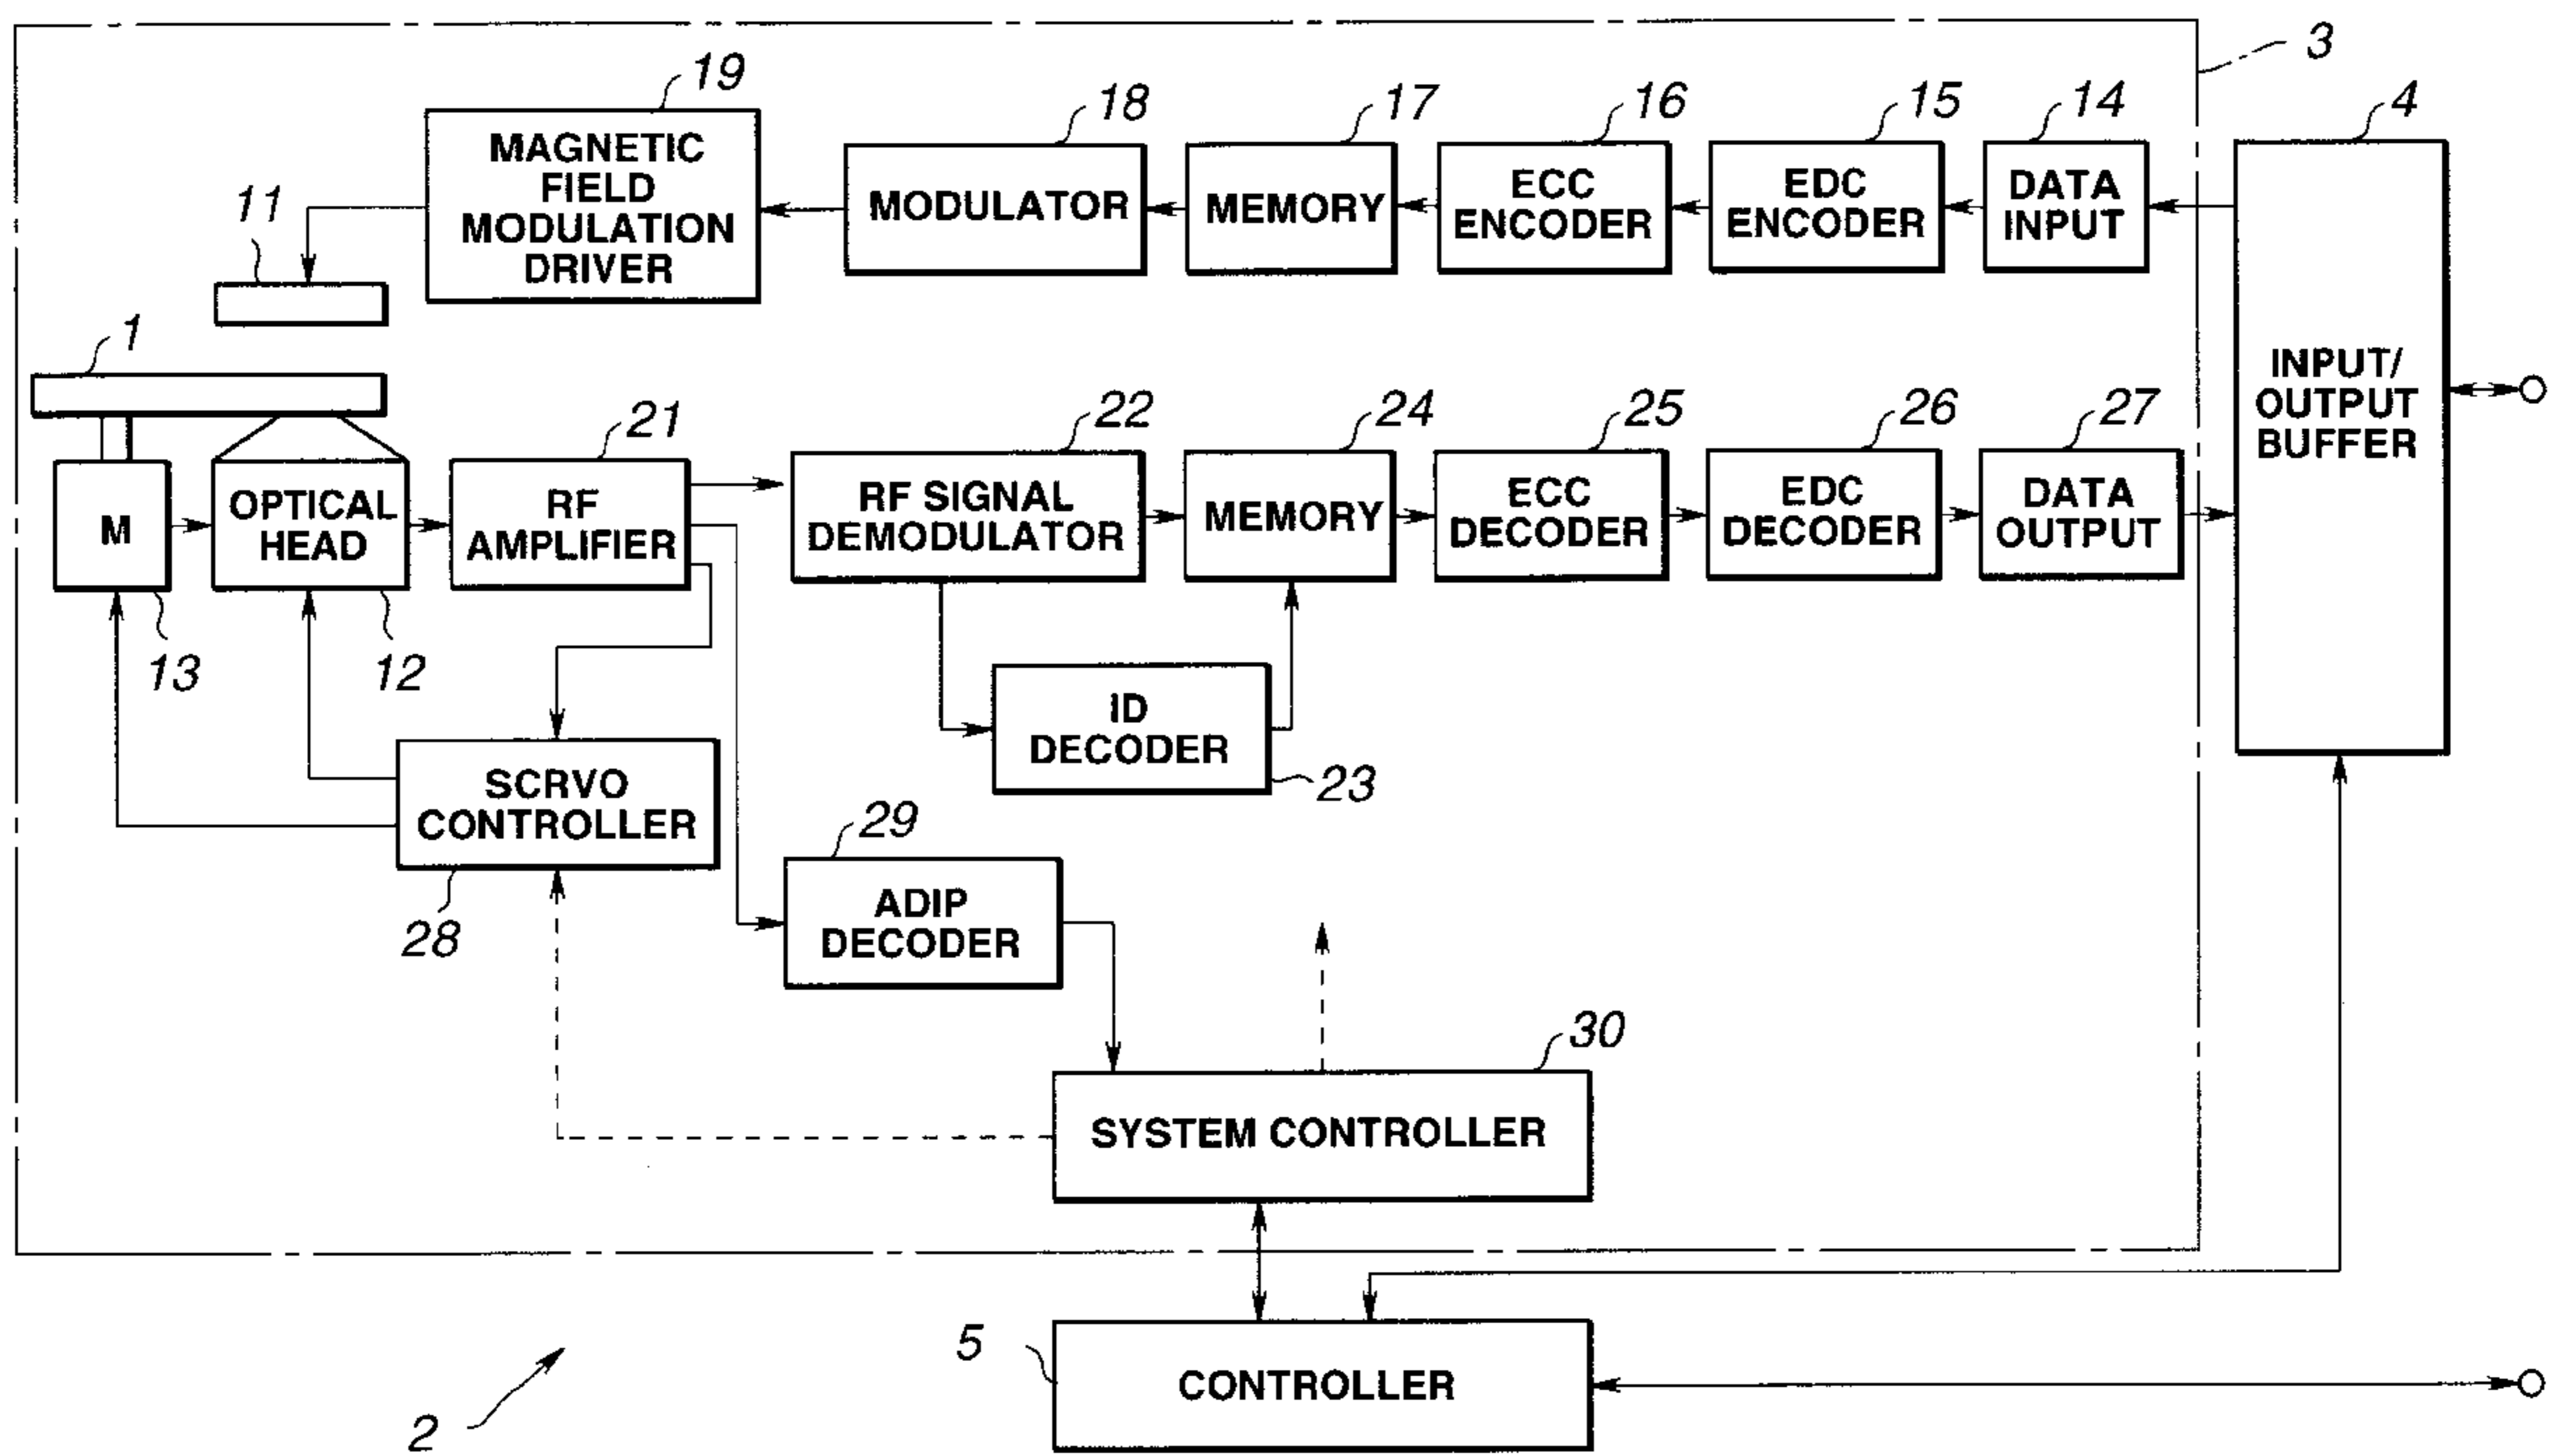 3
19
18
17
16
15
14
4
MAGNETIC
FIELD
MODULATION
DRIVER
MODULATOR
MEMORY
ECC
ENCODER
EDC
ENCODER
DATA
INPUT
11
1
INPUT/
OUTPUT
BUFFER
21
22
24
25
26
27
M
OPTICAL
HEAD
RF
AMPLIFIER
RF SIGNAL
DEMODULATOR
MEMORY
ECC
DECODER
EDC
DECODER
DATA
OUTPUT
13
12
ID
DECODER
23
SCRVO
CONTROLLER
28
29
ADIP
DECODER
30
SYSTEM CONTROLLER
5
CONTROLLER
2